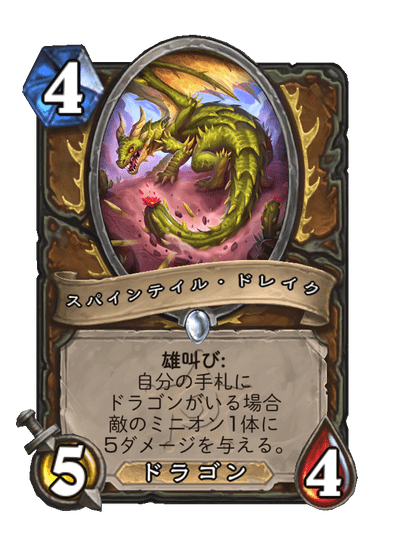 4
スパインテイル・ドレイク
雄叫び:
自分の手札に
ドラゴンがいる場合
敵のミニオン1体に
5ダメージを与える。
5
ドラゴン
4